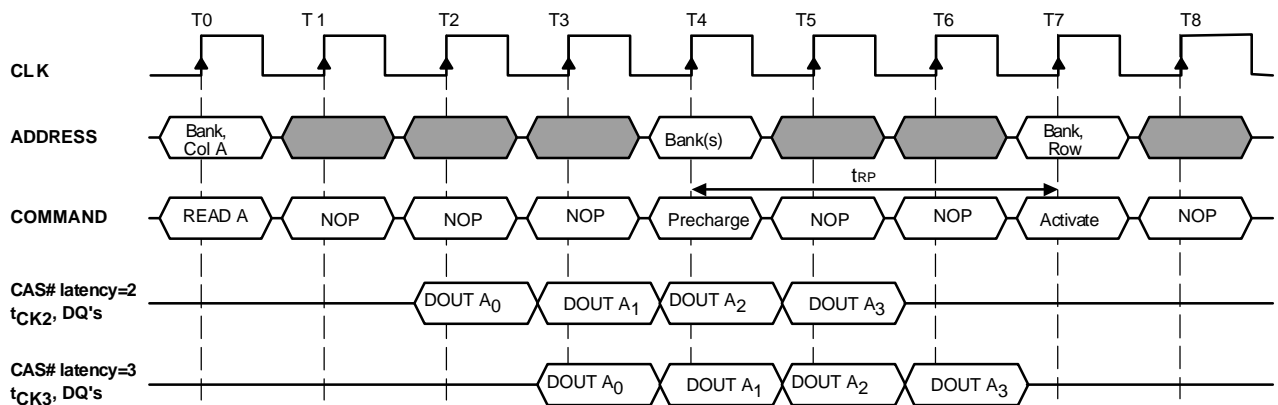 T0 T1 T2 T3 T4 T5 T6 T7 T8
CLK
ADDRESS
Bank, Col A
Bank(s)
Bank, Row
tRP
COMMAND
READ A NOP NOP NOP Precharge NOP NOP Activate NOP
CAS# latency=2
tCK2, DQ's
DOUT A0 DOUT A1 DOUT A2 DOUT A3
CAS# latency=3
tCK3, DQ's
DOUT A0 DOUT A1 DOUT A2 DOUT A3